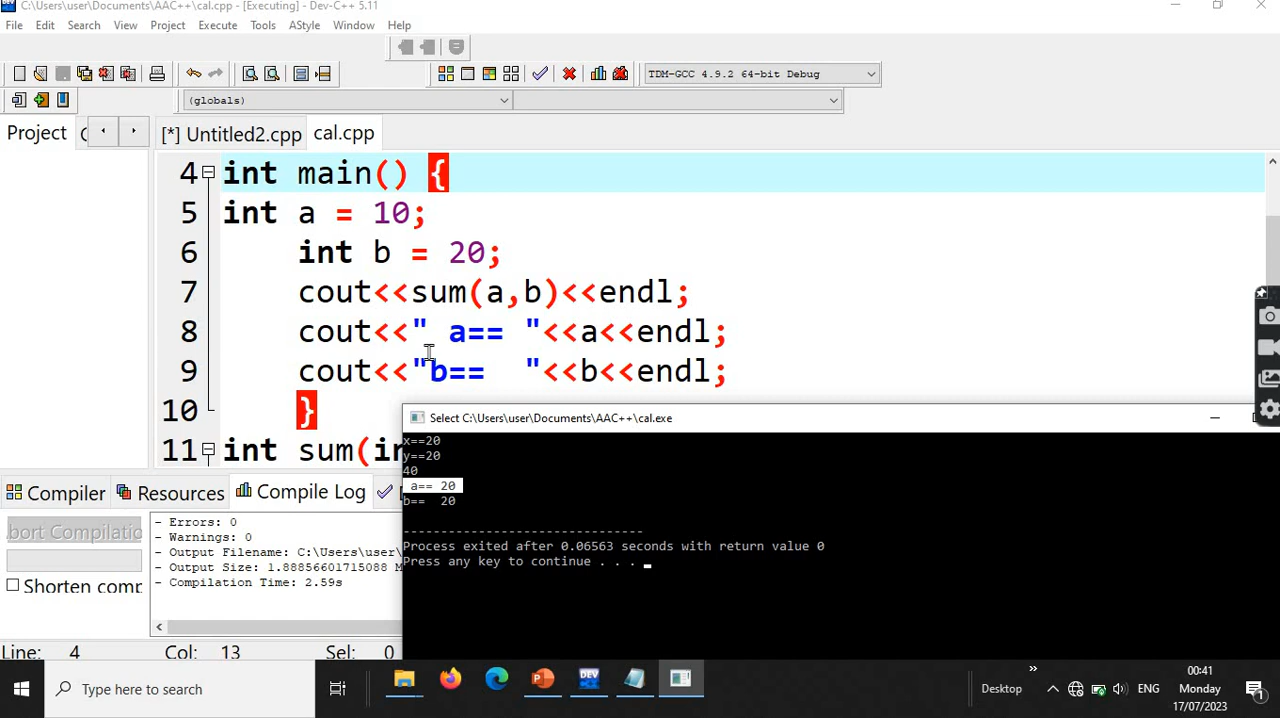 C:\Users\user\Documents\AAC++\cal.cpp - [Executing] - Dev-C++ 5.11
File Edit Search View Project Execute Tools AStyle Window Help
TDM-GCC 4.9.2 64-bit Debug
(globals)
Project [*] Untitled2.cpp cal.cpp
4 int main() {
5 int a = 10;
6 int b = 20;
7 cout<<sum(a,b)<<endl;
8 cout<<" a== "<<a<<endl;
9 cout<<"b==  "<<b<<endl;
10 }
11 int sum(
Compiler Resources Compile Log
bort Compilation
Shorten comp
- Errors: 0
- Warnings: 0
- Output Filename: C:\Users\user\
- Output Size: 1.88856601715088 M
- Compilation Time: 2.59s
Select C:\Users\user\Documents\AAC++\cal.exe
x==20
y==20
40
a== 20
b==  20
--------------------------------
Process exited after 0.06563 seconds with return value 0
Press any key to continue . . .
Line: 4 Col: 13 Sel: 0
Type here to search
DEV
Desktop
ENG
00:41
Monday
17/07/2023
1